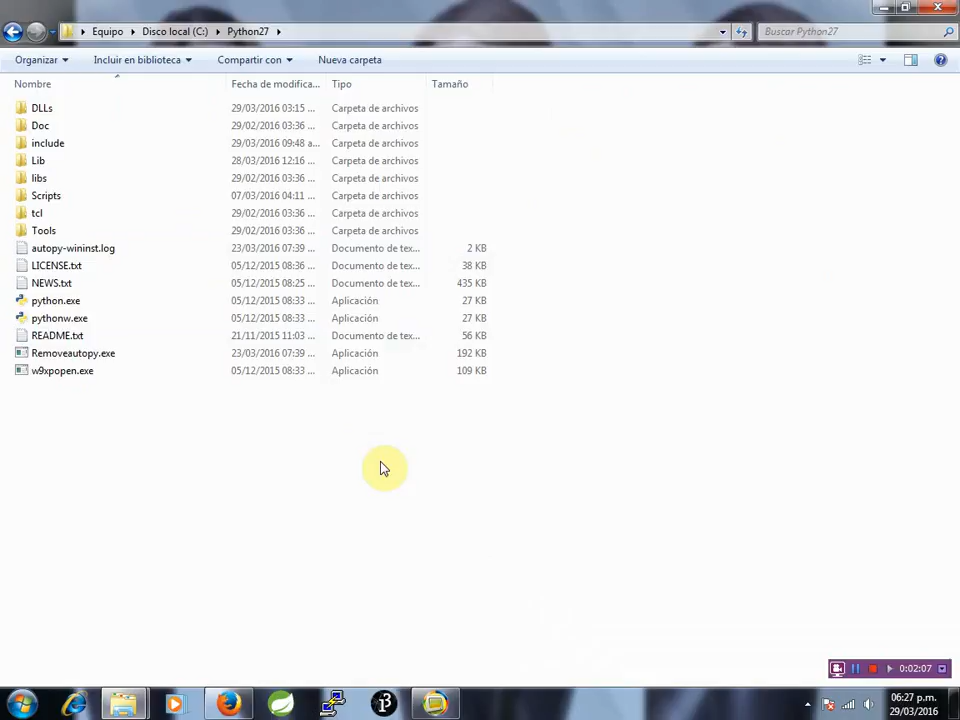 Equipo Disco local (C:) Python27 Buscar Python27
Organizar Incluir en biblioteca Compartir con Nueva carpeta
Nombre Fecha de modifica... Tipo Tamaño
DLLs 29/03/2016 03:15 ... Carpeta de archivos
Doc 29/02/2016 03:36 ... Carpeta de archivos
include 29/03/2016 09:48 a... Carpeta de archivos
Lib 28/03/2016 12:16 ... Carpeta de archivos
libs 29/02/2016 03:36 ... Carpeta de archivos
Scripts 07/03/2016 04:11 ... Carpeta de archivos
tcl 29/02/2016 03:36 ... Carpeta de archivos
Tools 29/02/2016 03:36 ... Carpeta de archivos
autopy-wininst.log 23/03/2016 07:39 ... Documento de tex... 2 KB
LICENSE.txt 05/12/2015 08:36 ... Documento de tex... 38 KB
NEWS.txt 05/12/2015 08:25 ... Documento de tex... 435 KB
python.exe 05/12/2015 08:33 ... Aplicación 27 KB
pythonw.exe 05/12/2015 08:33 ... Aplicación 27 KB
README.txt 21/11/2015 11:03 ... Documento de tex... 56 KB
Removeautopy.exe 23/03/2016 07:39 ... Aplicación 192 KB
w9xpopen.exe 05/12/2015 08:33 ... Aplicación 109 KB
0:02:07
06:27 p.m.
29/03/2016